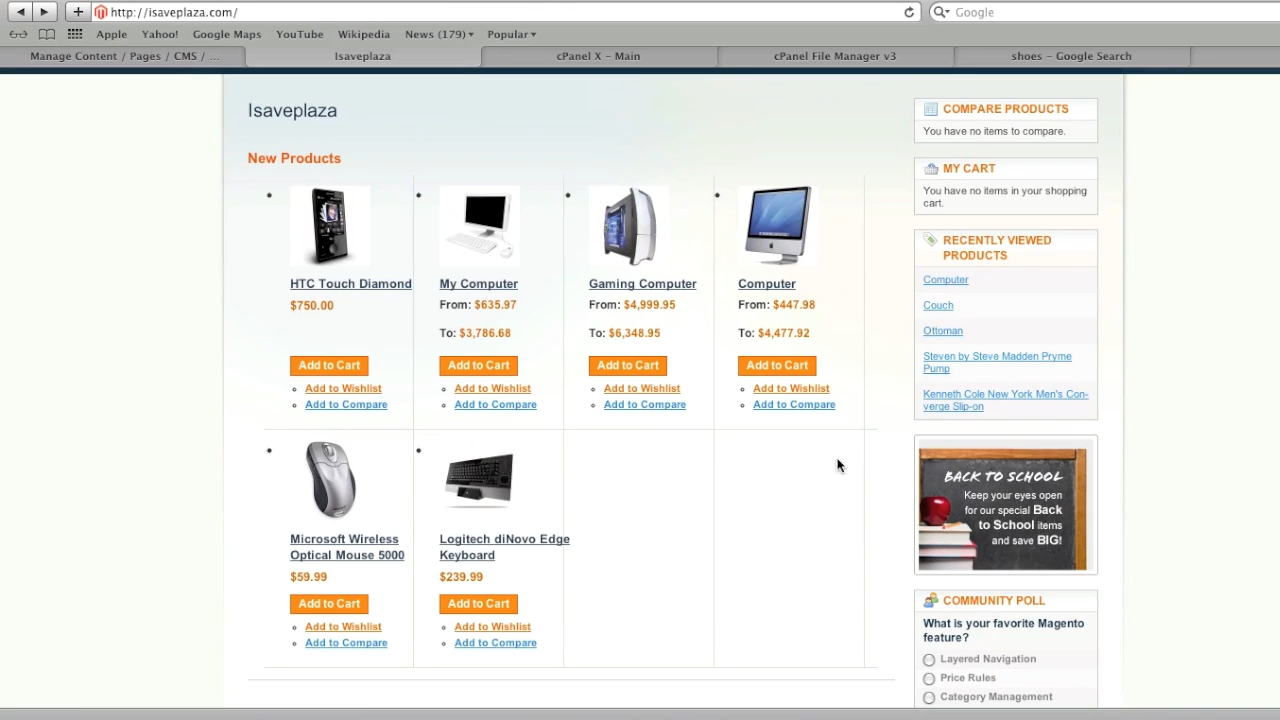 http://isaveplaza.com/
Google
Apple Yahoo! Google Maps YouTube Wikipedia News (179) Popular
Manage Content / Pages / CMS / ... Isaveplaza cPanel X – Main cPanel File Manager v3 shoes – Google Search
Isaveplaza
New Products
HTC Touch Diamond
$750.00
Add to Cart
Add to Wishlist
Add to Compare
My Computer
From: $635.97
To: $3,786.68
Add to Cart
Add to Wishlist
Add to Compare
Gaming Computer
From: $4,999.95
To: $6,348.95
Add to Cart
Add to Wishlist
Add to Compare
Computer
From: $447.98
To: $4,477.92
Add to Cart
Add to Wishlist
Add to Compare
Microsoft Wireless
Optical Mouse 5000
$59.99
Add to Cart
Add to Wishlist
Add to Compare
Logitech diNovo Edge
Keyboard
$239.99
Add to Cart
Add to Wishlist
Add to Compare
COMPARE PRODUCTS
You have no items to compare.
MY CART
You have no items in your shopping
cart.
RECENTLY VIEWED
PRODUCTS
Computer
Couch
Ottoman
Steven by Steve Madden Pryme
Pump
Kenneth Cole New York Men's Con-
verge Slip-on
BACK TO SCHOOL
Keep your eyes open
for our special Back
to School items
and save BIG!
COMMUNITY POLL
What is your favorite Magento
feature?
Layered Navigation
Price Rules
Category Management